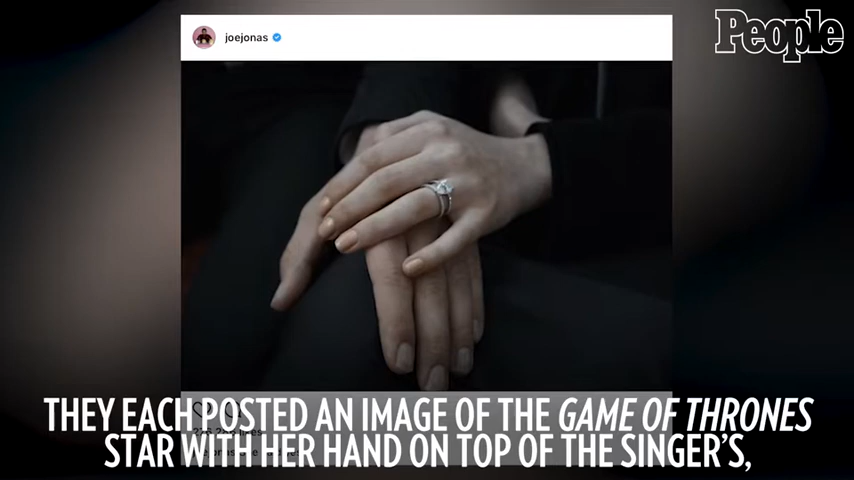 People
joejonas
THEY EACH POSTED AN IMAGE OF THE GAME OF THRONES
STAR WITH HER HAND ON TOP OF THE SINGER'S,